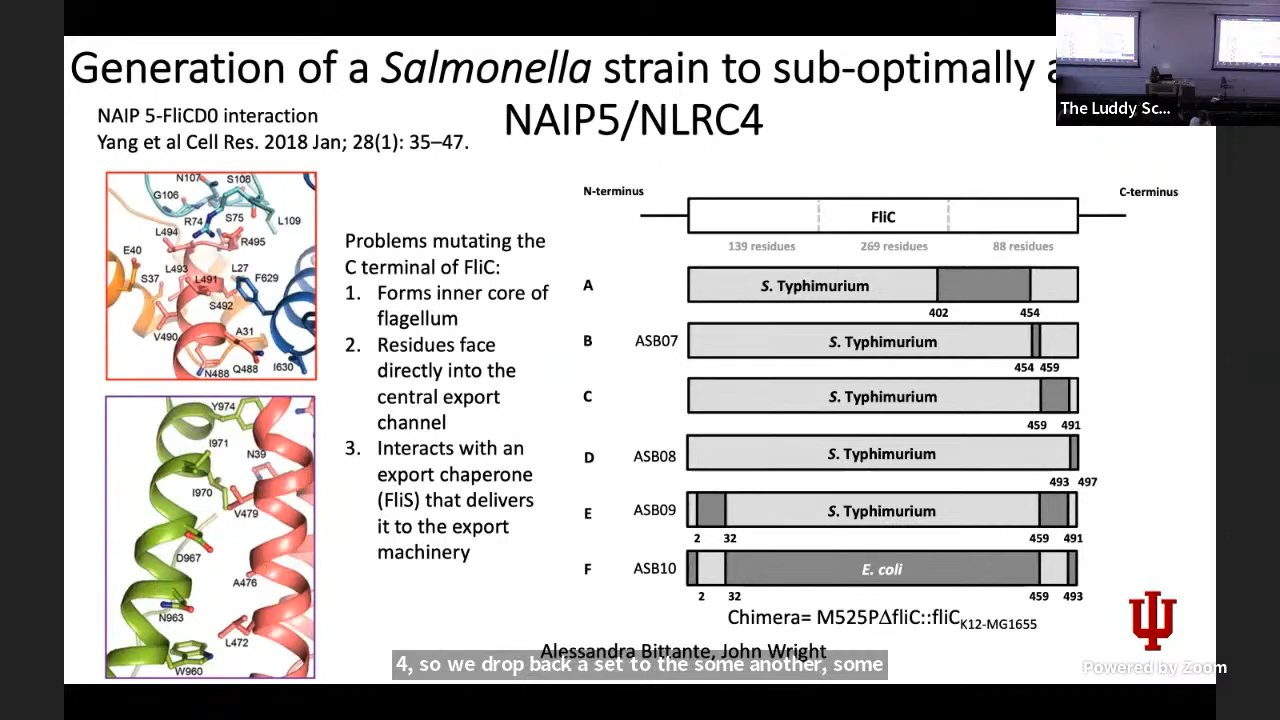 Generation of a Salmonella strain to sub-optimally a
NAIP5/NLRC4
The Luddy Sc...
NAIP 5-FliCD0 interaction
Yang et al Cell Res. 2018 Jan; 28(1): 35–47.
N107
S108
G106
R74
S75
L109
L494
R495
E40
S37
L493
L27
F629
L491
S492
V490
A31
N488
Q488
I630
Y974
I971
N39
I970
V479
D967
A476
N963
L472
W960
Problems mutating the
C terminal of FliC:
1. Forms inner core of
flagellum
2. Residues face
directly into the
central export
channel
3. Interacts with an
export chaperone
(FliS) that delivers
it to the export
machinery
N-terminus
C-terminus
FliC
139 residues 269 residues 88 residues
A S. Typhimurium
402 454
B ASB07 S. Typhimurium
454 459
C S. Typhimurium
459 491
D ASB08 S. Typhimurium
493 497
E ASB09 S. Typhimurium
2 32 459 491
F ASB10 E. coli
2 32 459 493
Chimera= M525PΔfliC::fliCK12-MG1655
Alessandra Bittante, John Wright
4, so we drop back a set to the some another, some
Powered by Zoom